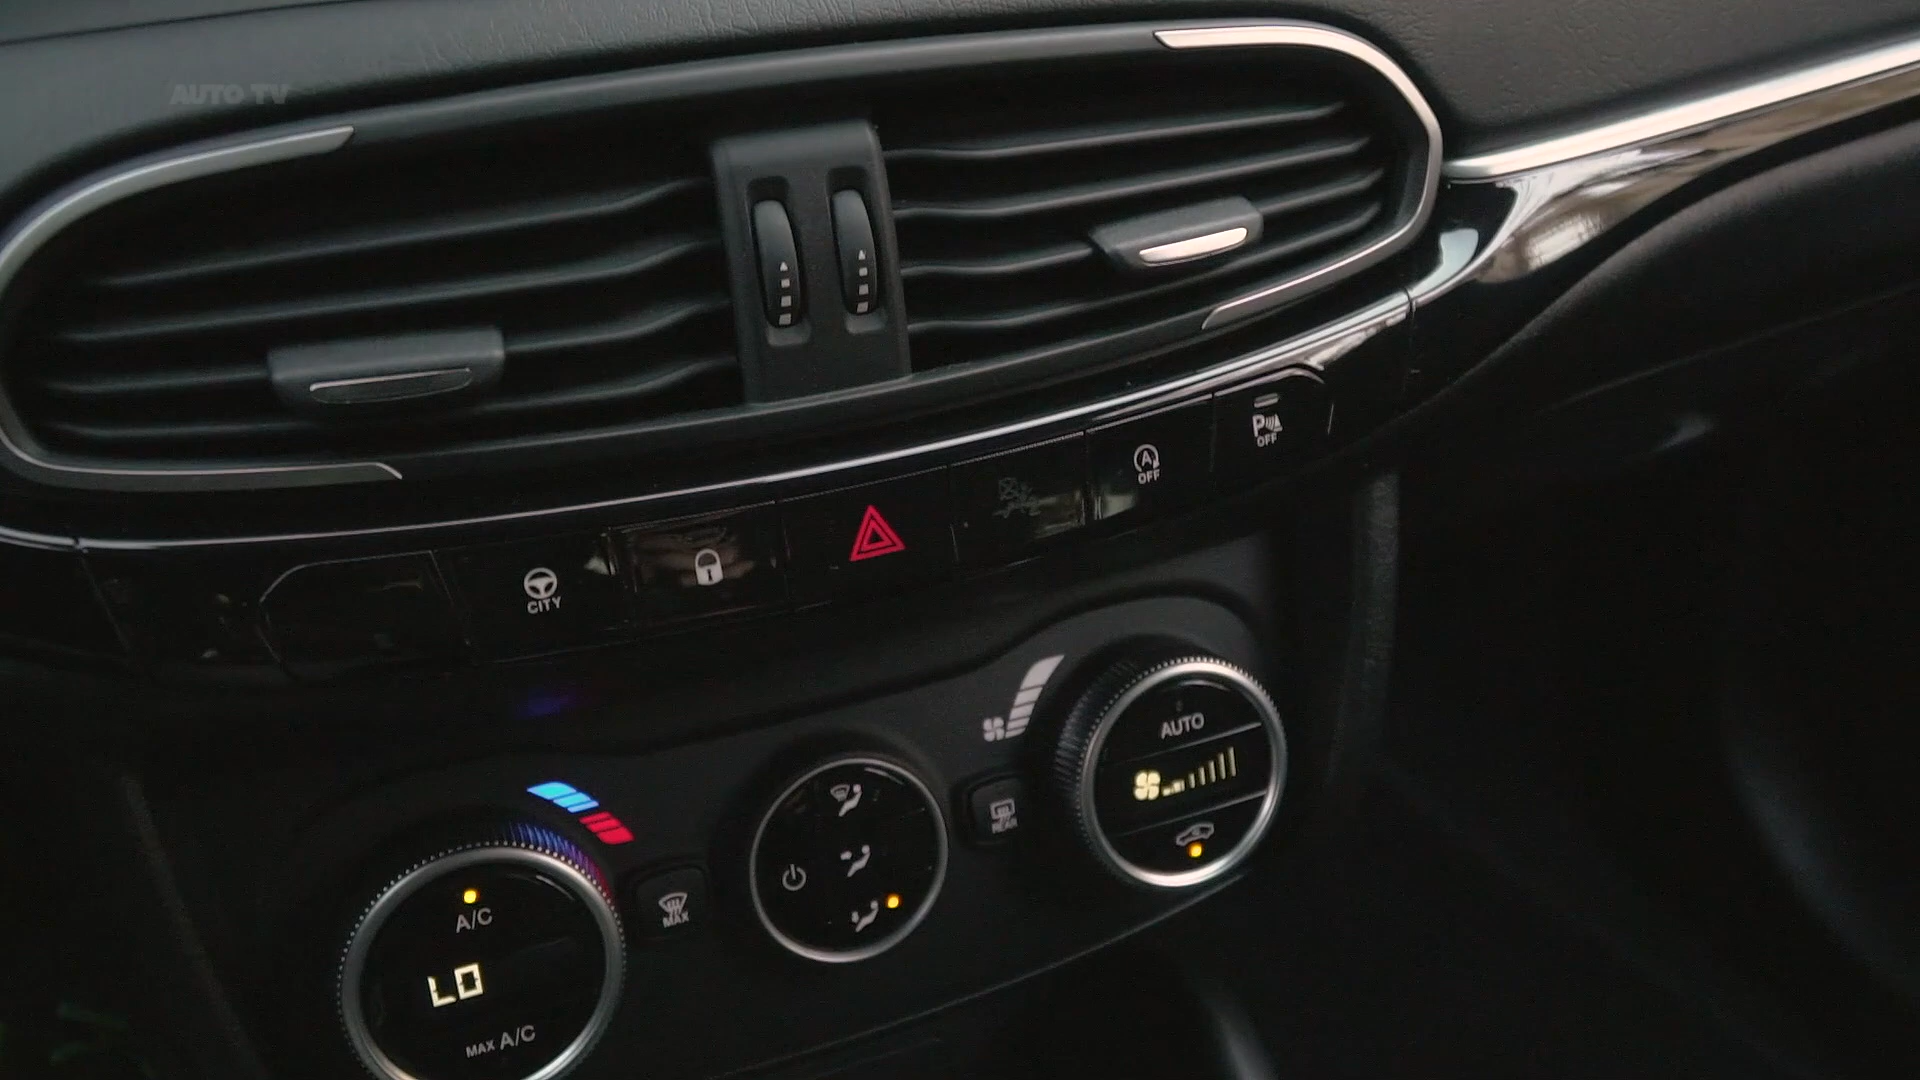 AUTO TV
P
OFF
A
OFF
CITY
AUTO
REAR
MAX
A/C
LO
MAX A/C